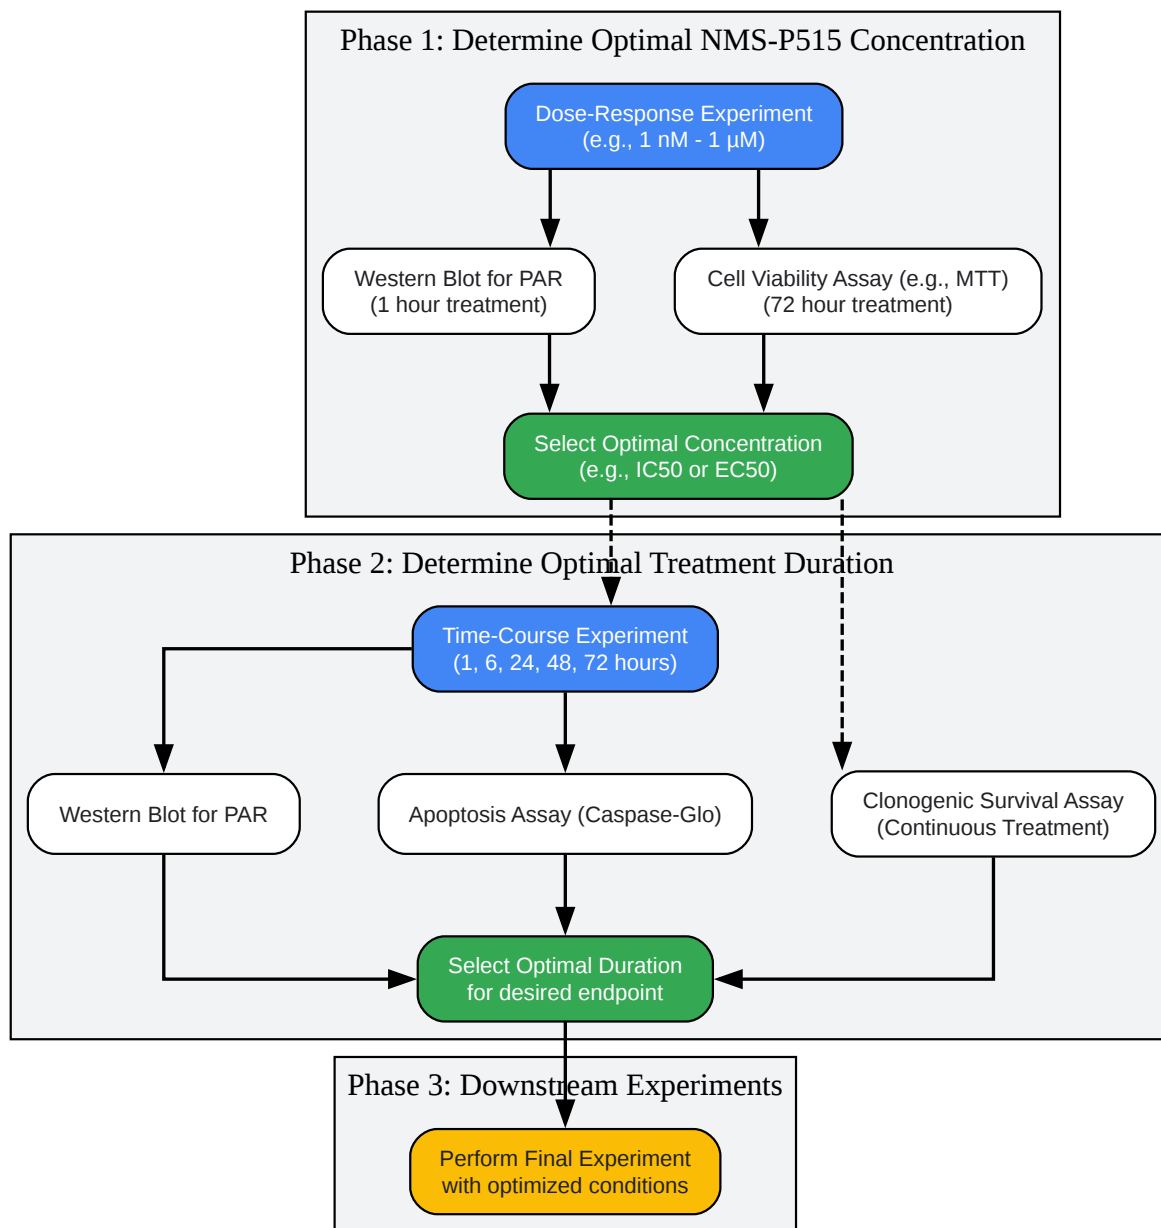 Phase 1: Determine Optimal NMS-P515 Concentration
Dose-Response Experiment
(e.g., 1 nM - 1 µM)
Western Blot for PAR
(1 hour treatment)
Cell Viability Assay (e.g., MTT)
(72 hour treatment)
Select Optimal Concentration
(e.g., IC50 or EC50)
Phase 2: Determine Optimal Treatment Duration
Time-Course Experiment
(1, 6, 24, 48, 72 hours)
Western Blot for PAR
Apoptosis Assay (Caspase-Glo)
Clonogenic Survival Assay
(Continuous Treatment)
Select Optimal Duration
for desired endpoint
Phase 3: Downstream Experiments
Perform Final Experiment
with optimized conditions